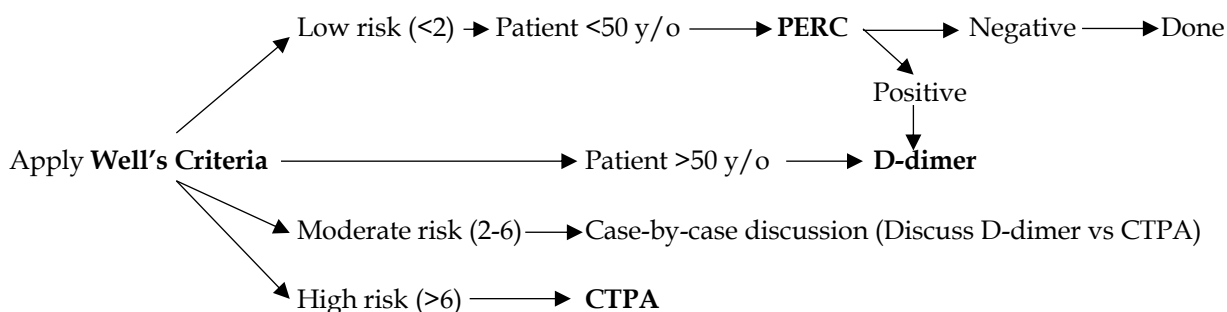 Low risk (<2) Patient <50 y/o PERC Negative Done
Positive
Apply Well's Criteria Patient >50 y/o D-dimer
Moderate risk (2-6) Case-by-case discussion (Discuss D-dimer vs CTPA)
High risk (>6) CTPA